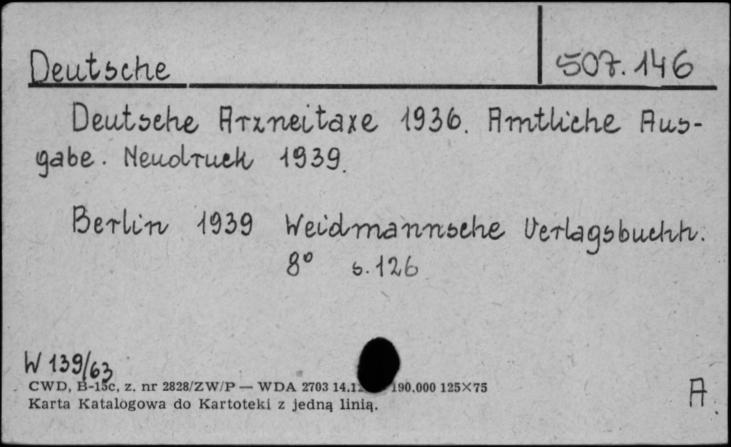 Deutsche 507.146
Deutsche Arzneitaxe 1936. Amtliche Aus-
gabe. Neudruck 1939.
Berlin 1939 Weidmannsche Verlagsbuchh.
8° s. 126
W 139/63
CWD, B-15c, z. nr 2828/ZW/P — WDA 2703 14.12 190.000 125×75
Karta Katalogowa do Kartoteki z jedną linią.
A